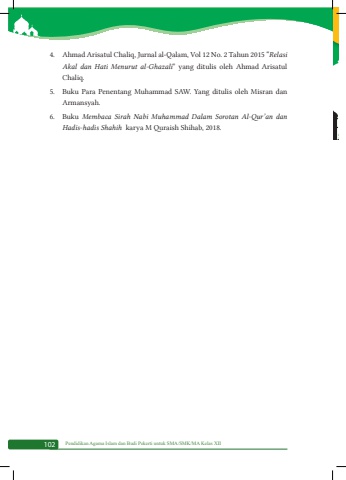 4. Ahmad Arisatul Chaliq, Jurnal al-Qalam, Vol 12 No. 2 Tahun 2015 "Relasi
Akal dan Hati Menurut al-Ghazali" yang ditulis oleh Ahmad Arisatul
Chaliq.
5. Buku Para Penentang Muhammad SAW. Yang ditulis oleh Misran dan
Armansyah.
6. Buku Membaca Sirah Nabi Muhammad Dalam Sorotan Al-Qur'an dan
Hadis-hadis Shahih karya M Quraish Shihab, 2018.
102 Pendidikan Agama Islam dan Budi Pekerti untuk SMA/SMK/MA Kelas XII